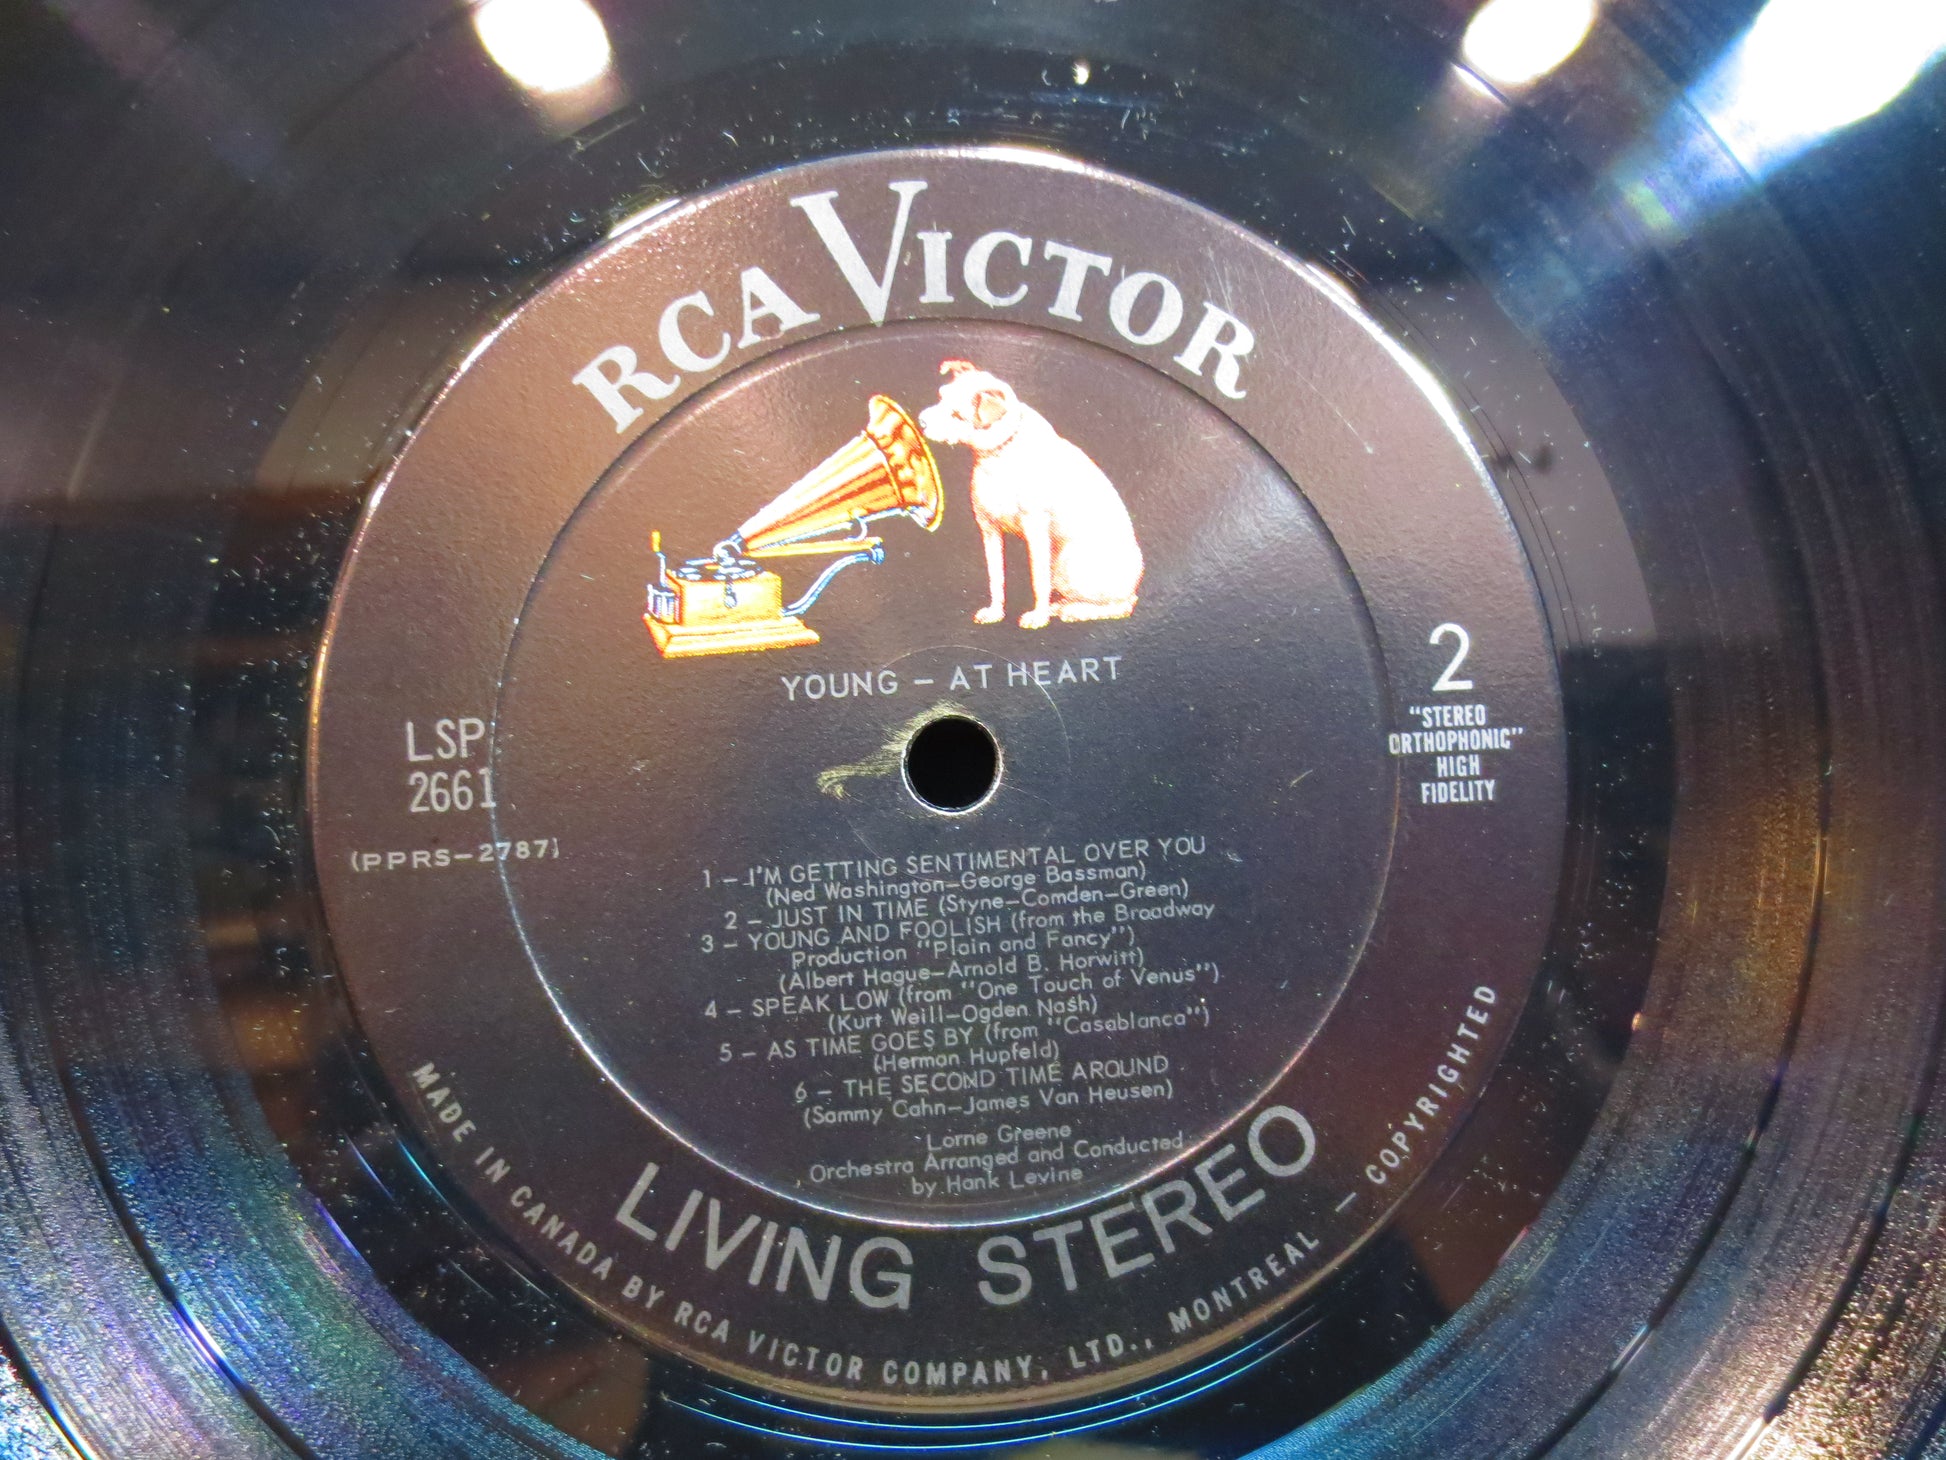 RCA VICTOR
YOUNG – AT HEART
LSP
2661
(PPRS–2787)
2
"STEREO
ORTHOPHONIC"
HIGH
FIDELITY
1 – I'M GETTING SENTIMENTAL OVER YOU
(Ned Washington–George Bassman)
2 – JUST IN TIME (Styne–Comden–Green)
3 – YOUNG AND FOOLISH (from the Broadway
Production "Plain and Fancy")
(Albert Hague–Arnold B. Horwitt)
4 – SPEAK LOW (from "One Touch of Venus")
(Kurt Weill–Ogden Nash)
5 – AS TIME GOES BY (from "Casablanca")
(Herman Hupfeld)
6 – THE SECOND TIME AROUND
(Sammy Cahn–James Van Heusen)
Lorne Greene
Orchestra Arranged and Conducted
by Hank Levine
LIVING STEREO
MADE IN CANADA BY RCA VICTOR COMPANY, LTD., MONTREAL – COPYRIGHTED